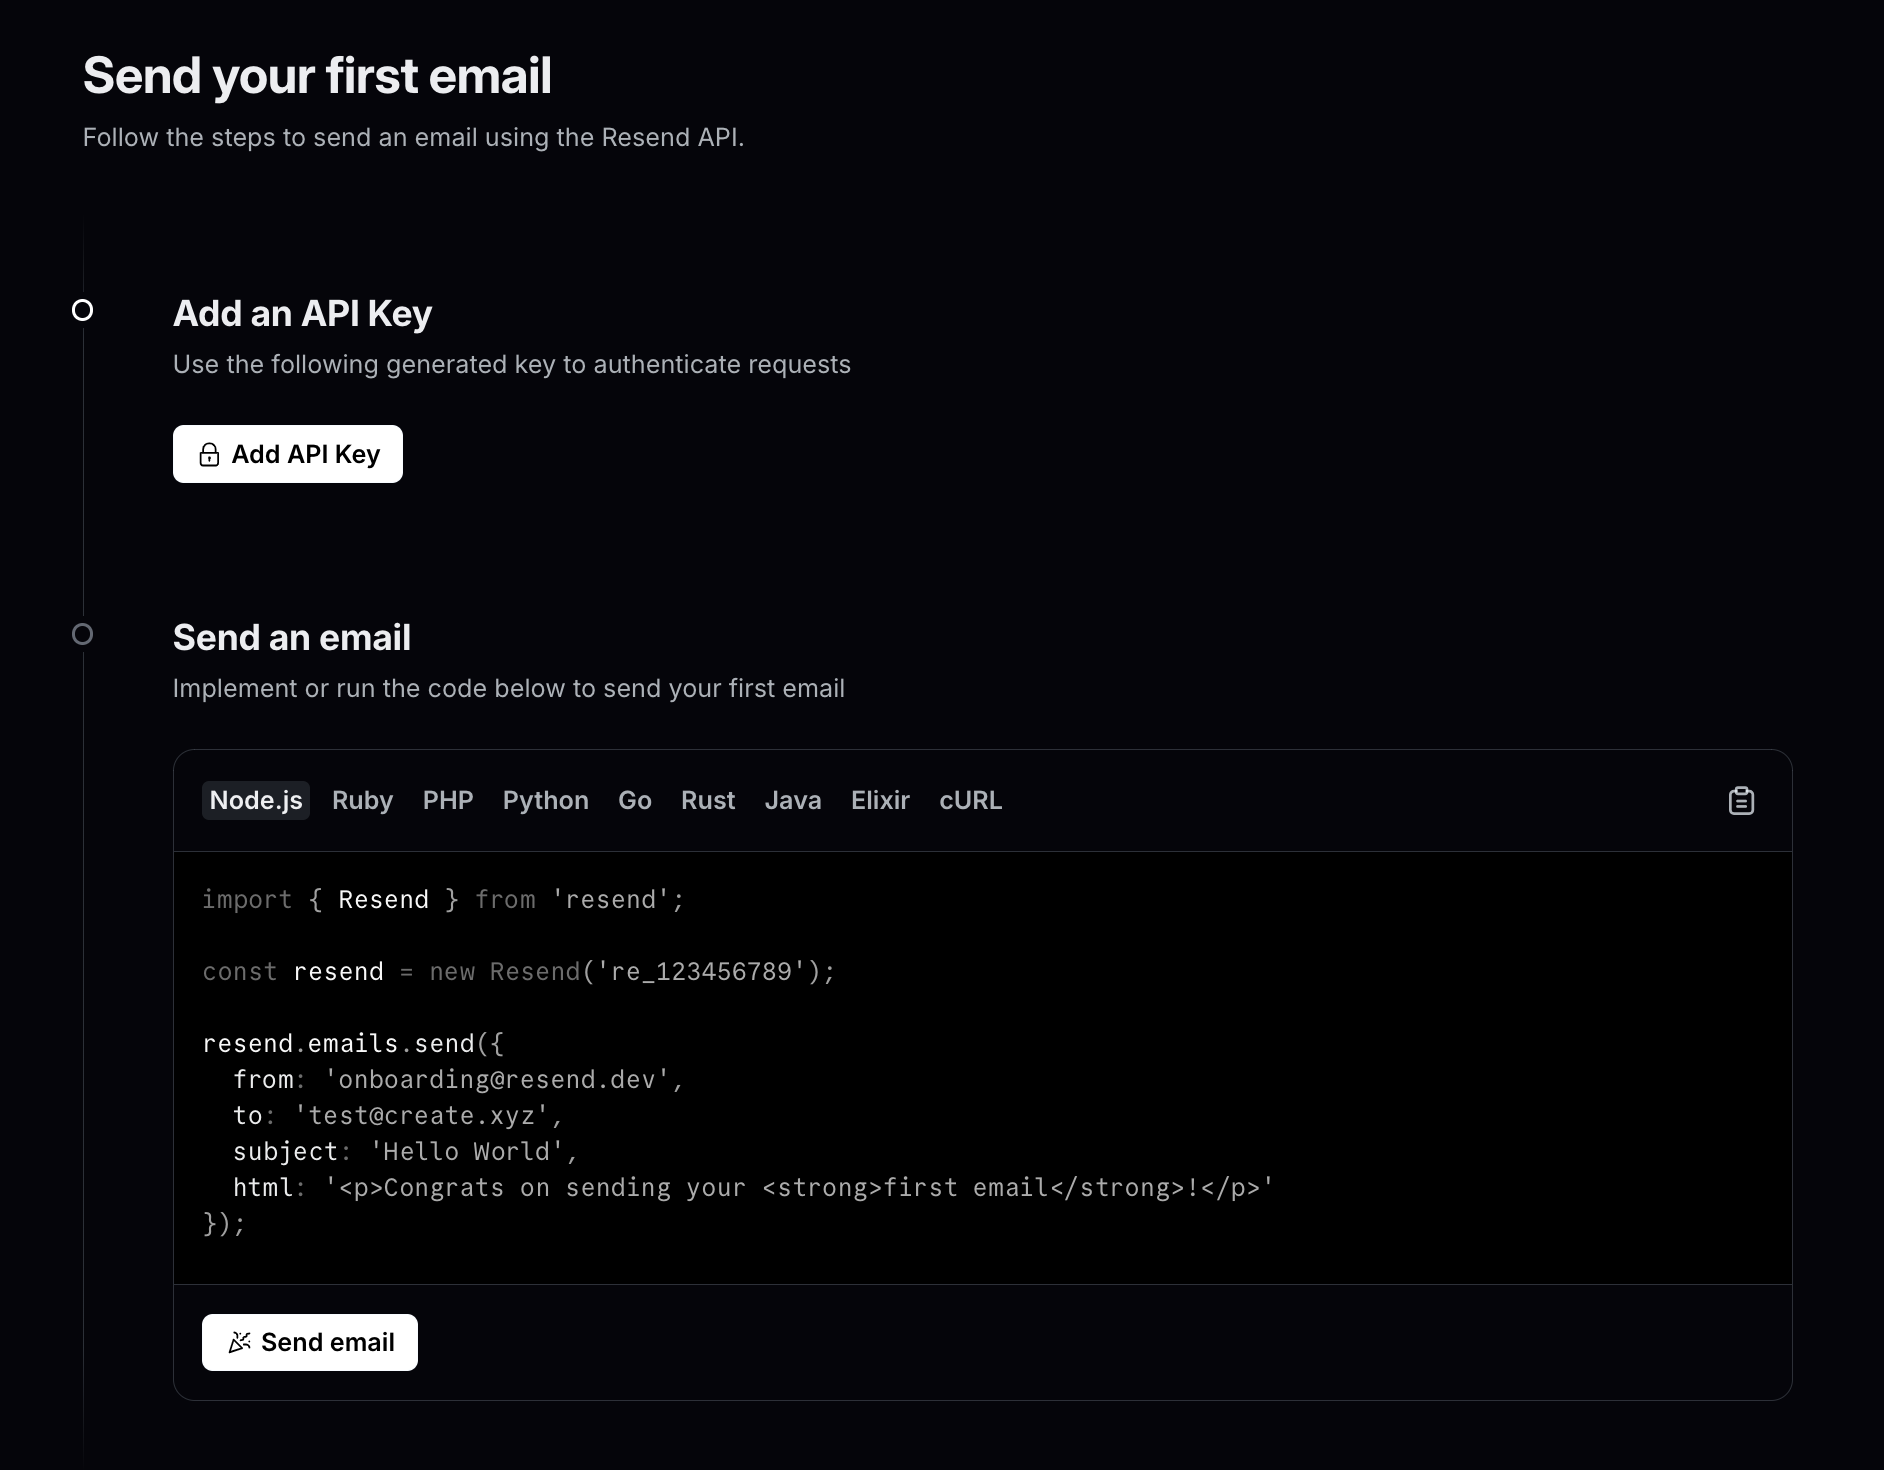 Send your first email
Follow the steps to send an email using the Resend API.
Add an API Key
Use the following generated key to authenticate requests
Add API Key
Send an email
Implement or run the code below to send your first email
Node.js Ruby PHP Python Go Rust Java Elixir cURL
import { Resend } from 'resend';
const resend = new Resend('re_123456789');
resend.emails.send({
  from: 'onboarding@resend.dev',
  to: 'test@create.xyz',
  subject: 'Hello World',
  html: '<p>Congrats on sending your <strong>first email</strong>!</p>'
});
Send email